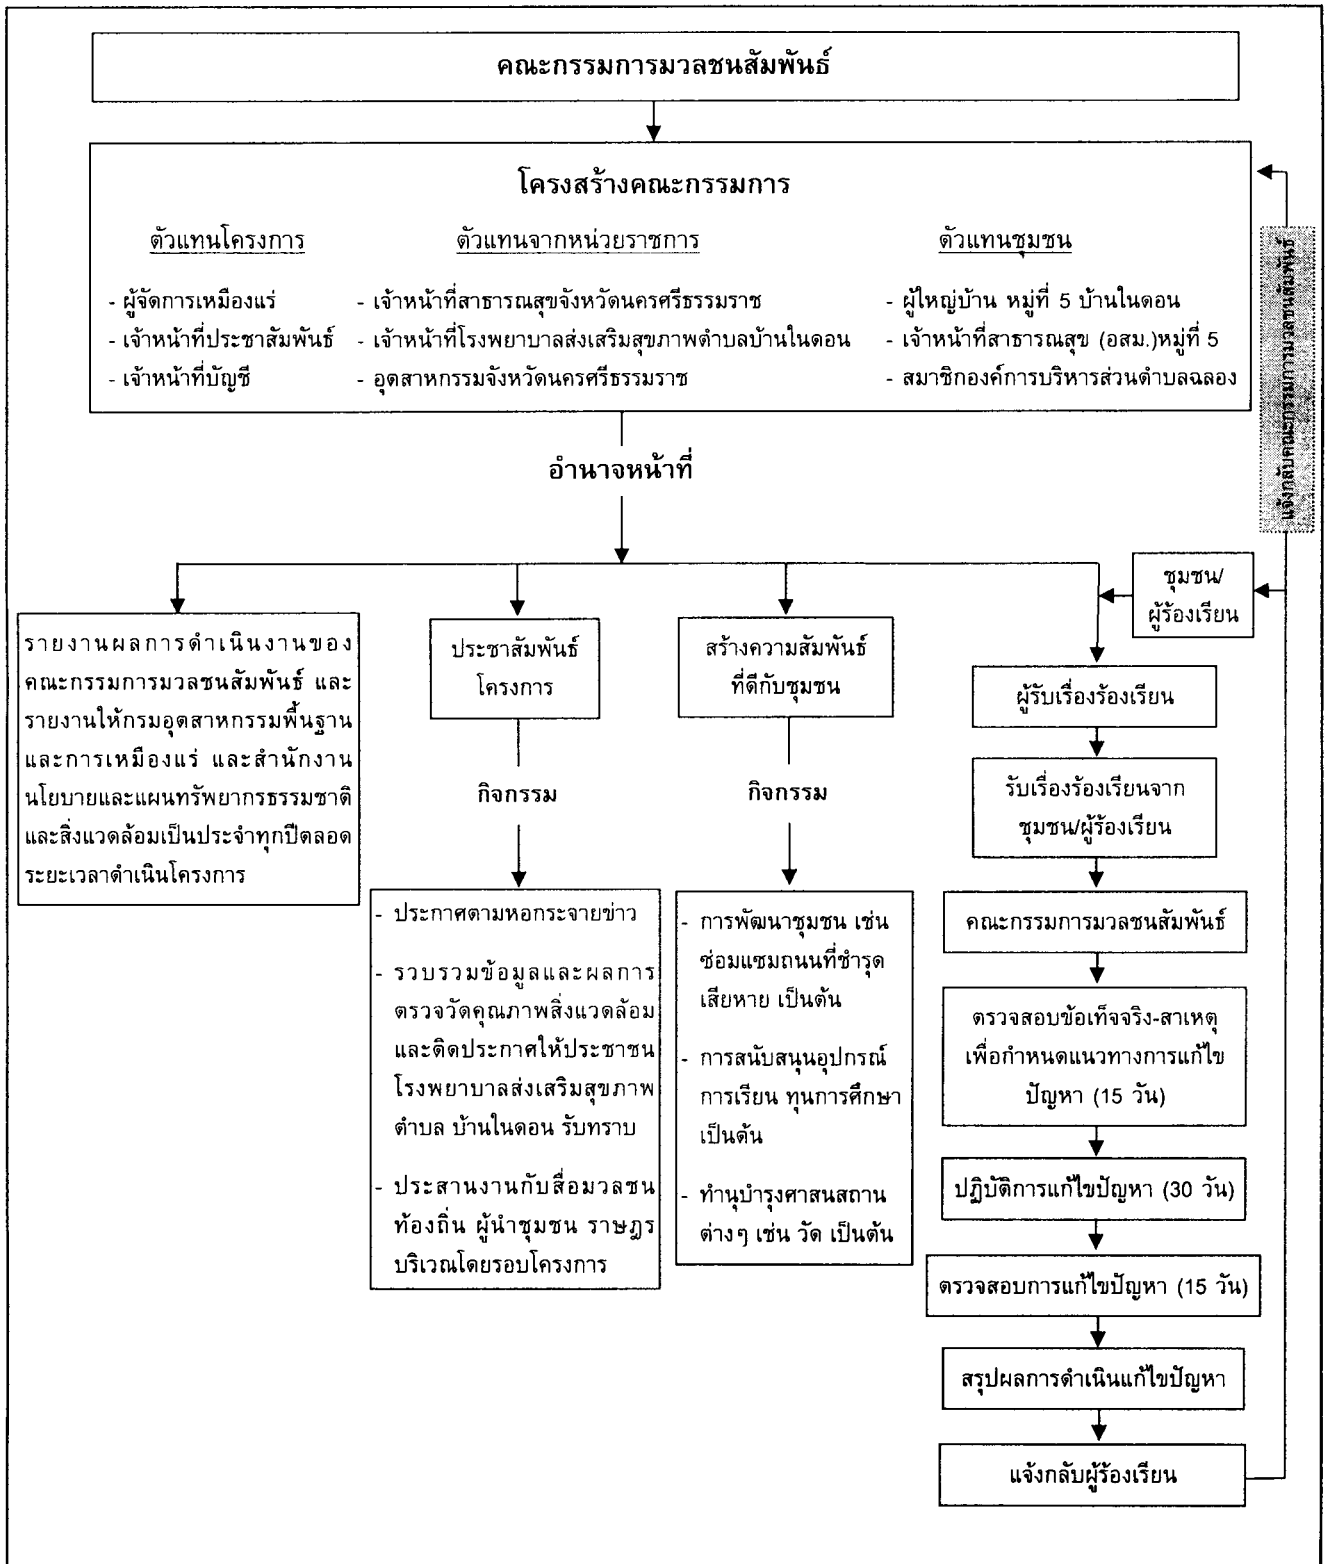 คณะกรรมการมวลชนสัมพันธ์
โครงสร้างคณะกรรมการ
ตัวแทนโครงการ
- ผู้จัดการเหมืองแร่
- เจ้าหน้าที่ประชาสัมพันธ์
- เจ้าหน้าที่บัญชี
ตัวแทนจากหน่วยราชการ
- เจ้าหน้าที่สาธารณสุขจังหวัดนครศรีธรรมราช
- เจ้าหน้าที่โรงพยาบาลส่งเสริมสุขภาพตำบลบ้านในดอน
- อุตสาหกรรมจังหวัดนครศรีธรรมราช
ตัวแทนชุมชน
- ผู้ใหญ่บ้าน หมู่ที่ 5 บ้านในดอน
- เจ้าหน้าที่สาธารณสุข (อสม.)หมู่ที่ 5
- สมาชิกองค์การบริหารส่วนตำบลฉลอง
แจ้งกลับคณะกรรมการมวลชนสัมพันธ์
อำนาจหน้าที่
รายงานผลการดำเนินงานของ
คณะกรรมการมวลชนสัมพันธ์ และ
รายงานให้กรมอุตสาหกรรมพื้นฐาน
และการเหมืองแร่ และสำนักงาน
นโยบายและแผนทรัพยากรธรรมชาติ
และสิ่งแวดล้อมเป็นประจำทุกปีตลอด
ระยะเวลาดำเนินโครงการ
ประชาสัมพันธ์
โครงการ
กิจกรรม
- ประกาศตามหอกระจายข่าว
- รวบรวมข้อมูลและผลการ
ตรวจวัดคุณภาพสิ่งแวดล้อม
และติดประกาศให้ประชาชน
โรงพยาบาลส่งเสริมสุขภาพ
ตำบล บ้านในดอน รับทราบ
- ประสานงานกับสื่อมวลชน
ท้องถิ่น ผู้นำชุมชน ราษฎร
บริเวณโดยรอบโครงการ
สร้างความสัมพันธ์
ที่ดีกับชุมชน
กิจกรรม
- การพัฒนาชุมชน เช่น
ซ่อมแซมถนนที่ชำรุด
เสียหาย เป็นต้น
- การสนับสนุนอุปกรณ์
การเรียน ทุนการศึกษา
เป็นต้น
- ทำนุบำรุงศาสนสถาน
ต่างๆ เช่น วัด เป็นต้น
ชุมชน/
ผู้ร้องเรียน
ผู้รับเรื่องร้องเรียน
รับเรื่องร้องเรียนจาก
ชุมชน/ผู้ร้องเรียน
คณะกรรมการมวลชนสัมพันธ์
ตรวจสอบข้อเท็จจริง-สาเหตุ
เพื่อกำหนดแนวทางการแก้ไข
ปัญหา (15 วัน)
ปฏิบัติการแก้ไขปัญหา (30 วัน)
ตรวจสอบการแก้ไขปัญหา (15 วัน)
สรุปผลการดำเนินแก้ไขปัญหา
แจ้งกลับผู้ร้องเรียน